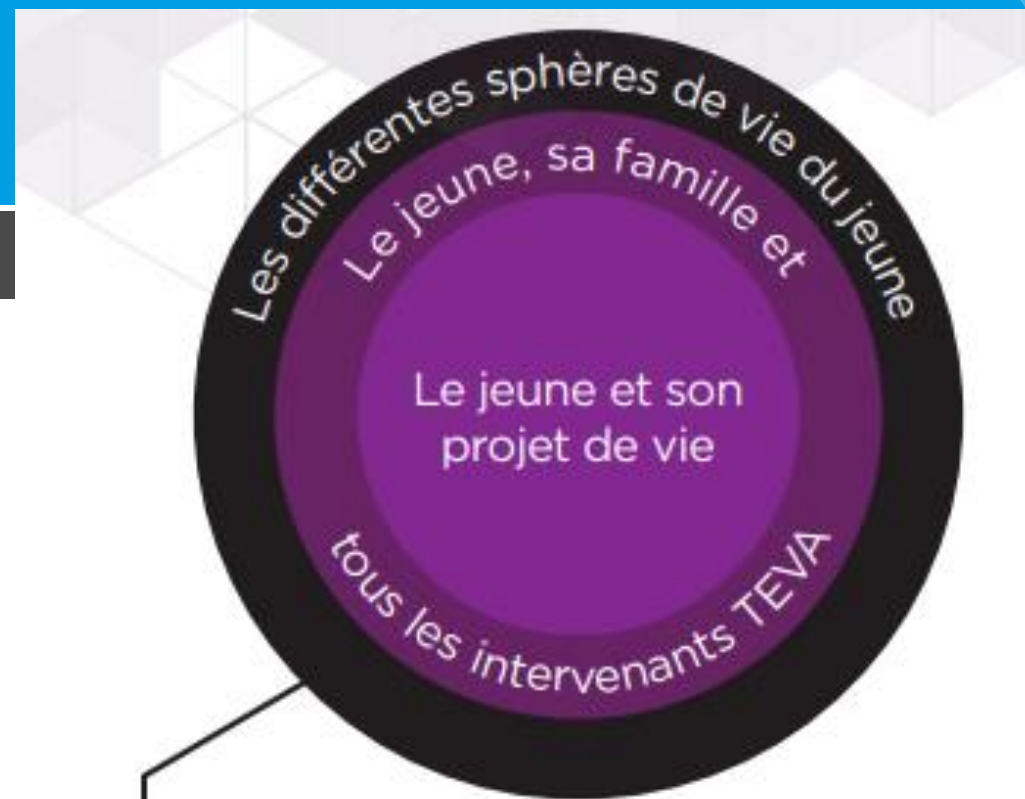 Les différentes sphères de vie du jeune
Le jeune, sa famille et
Le jeune et son
projet de vie
tous les intervenants TEVA